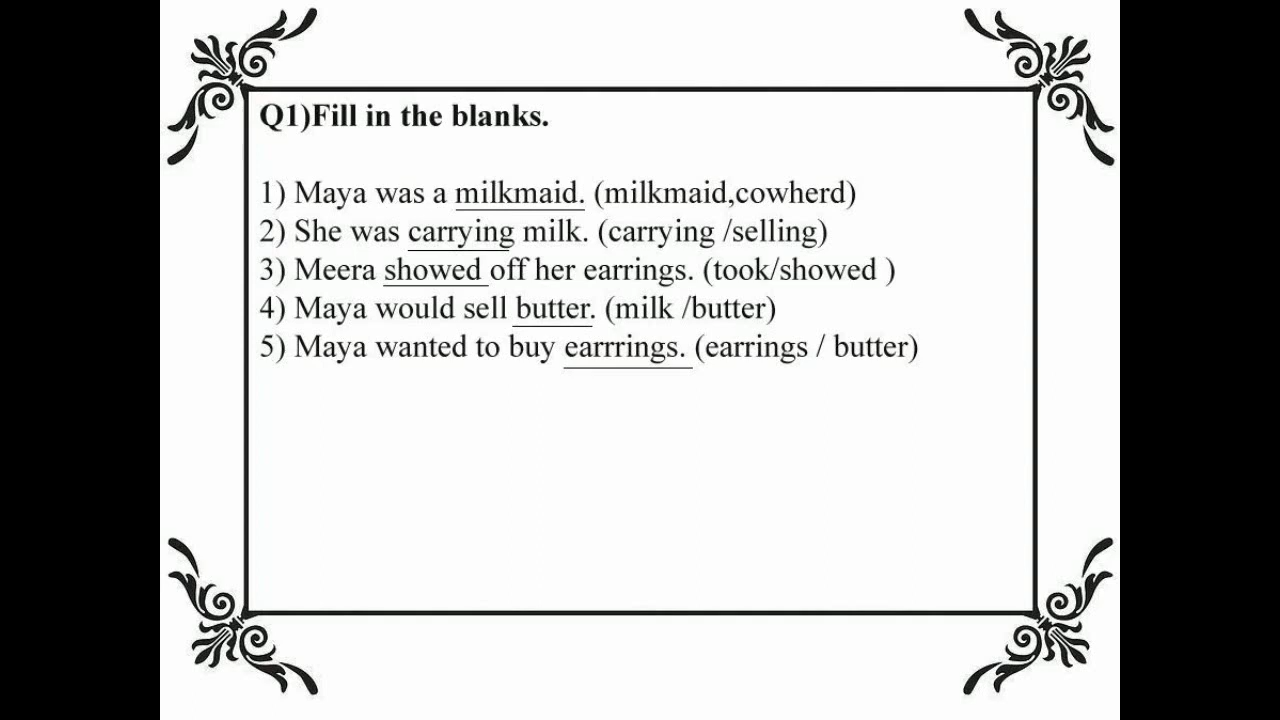 Q1)Fill in the blanks.
1) Maya was a milkmaid. (milkmaid,cowherd)
2) She was carrying milk. (carrying /selling)
3) Meera showed off her earrings. (took/showed )
4) Maya would sell butter. (milk /butter)
5) Maya wanted to buy earrrings. (earrings / butter)